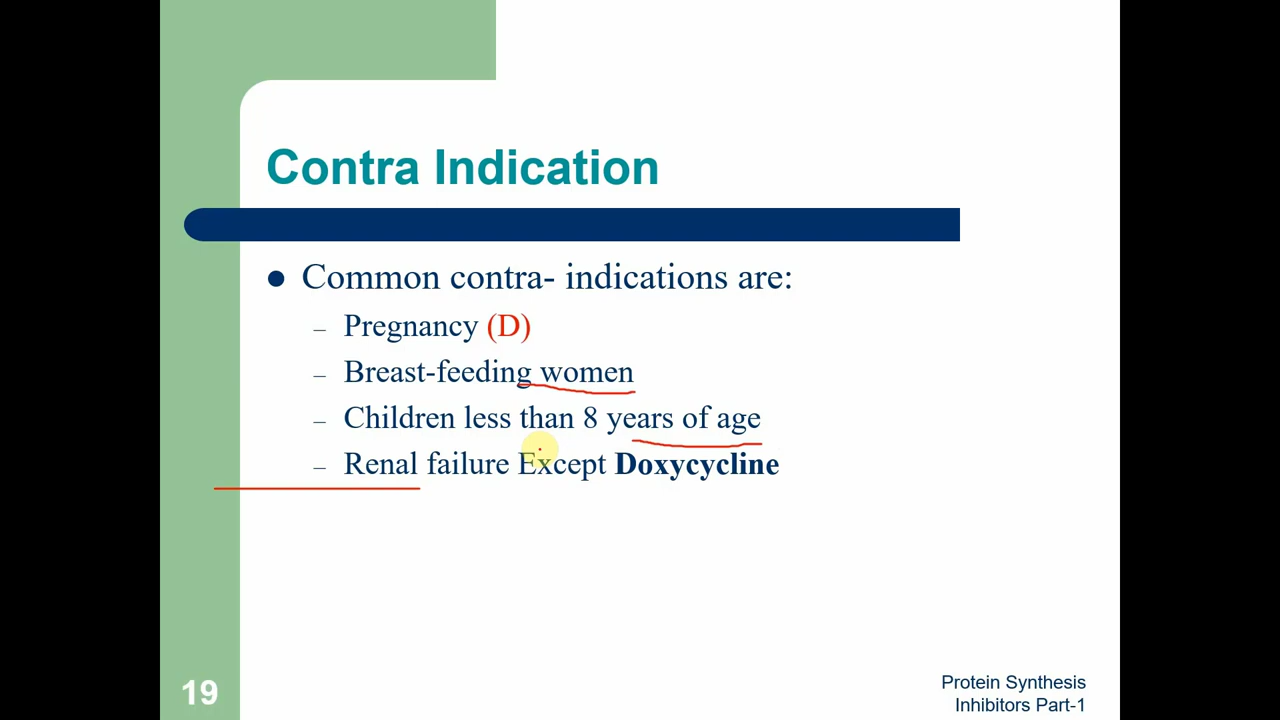 Contra Indication
● Common contra- indications are:
– Pregnancy (D)
– Breast-feeding women
– Children less than 8 years of age
– Renal failure Except Doxycycline
19
Protein Synthesis
Inhibitors Part-1